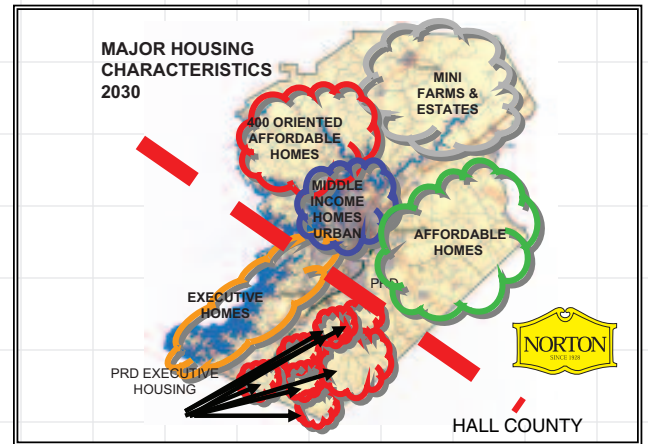 MAJOR HOUSING
CHARACTERISTICS
2030
MINI
FARMS &
ESTATES
400 ORIENTED
AFFORDABLE
HOMES
MIDDLE
INCOME
HOMES
URBAN
AFFORDABLE
HOMES
PRD
EXECUTIVE
HOMES
PRD EXECUTIVE
HOUSING
NORTON
SINCE 1928
HALL COUNTY